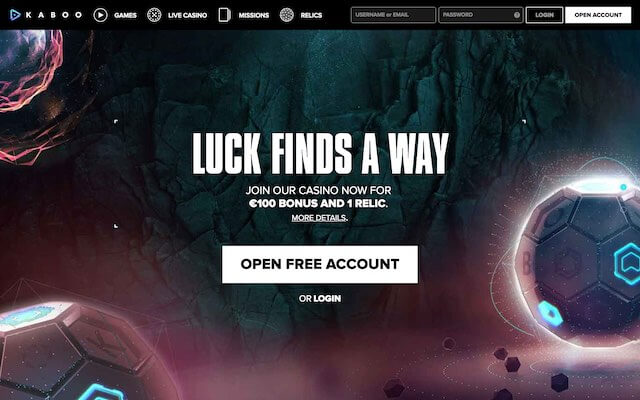 KABOO
GAMES
LIVE CASINO
MISSIONS
RELICS
USERNAME or EMAIL
PASSWORD
?
LOGIN
OPEN ACCOUNT
LUCK FINDS A WAY
JOIN OUR CASINO NOW FOR
€100 BONUS AND 1 RELIC.
MORE DETAILS.
OPEN FREE ACCOUNT
OR LOGIN